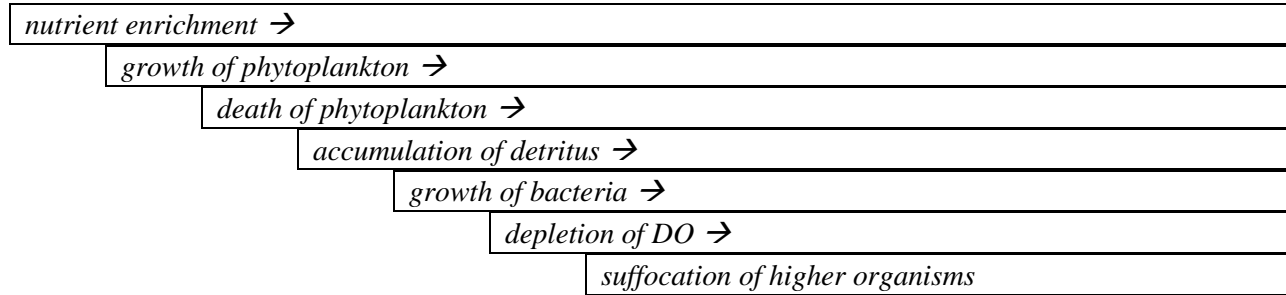 nutrient enrichment →
growth of phytoplankton →
death of phytoplankton →
accumulation of detritus →
growth of bacteria →
depletion of DO →
suffocation of higher organisms